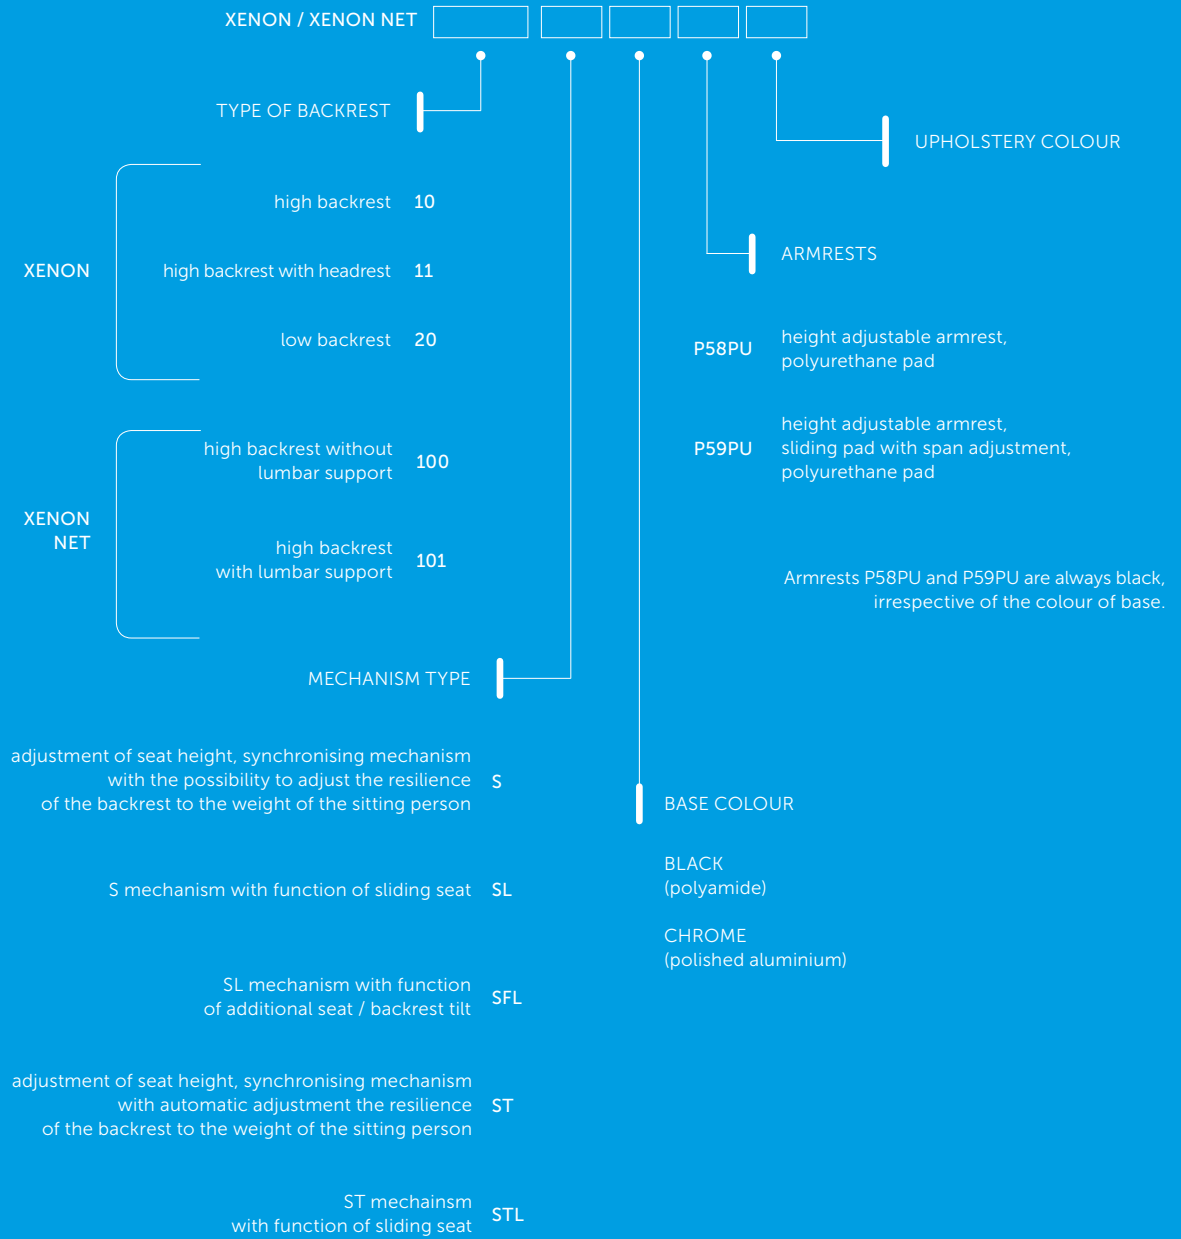 XENON / XENON NET
TYPE OF BACKREST
XENON
high backrest 10
high backrest with headrest 11
low backrest 20
XENON
NET
high backrest without
lumbar support 100
high backrest
with lumbar support 101
MECHANISM TYPE
adjustment of seat height, synchronising mechanism
with the possibility to adjust the resilience
of the backrest to the weight of the sitting person S
S mechanism with function of sliding seat SL
SL mechanism with function
of additional seat / backrest tilt SFL
adjustment of seat height, synchronising mechanism
with automatic adjustment the resilience
of the backrest to the weight of the sitting person ST
ST mechainsm
with function of sliding seat STL
BASE COLOUR
BLACK
(polyamide)
CHROME
(polished aluminium)
ARMRESTS
P58PU height adjustable armrest,
polyurethane pad
P59PU height adjustable armrest,
sliding pad with span adjustment,
polyurethane pad
Armrests P58PU and P59PU are always black,
irrespective of the colour of base.
UPHOLSTERY COLOUR